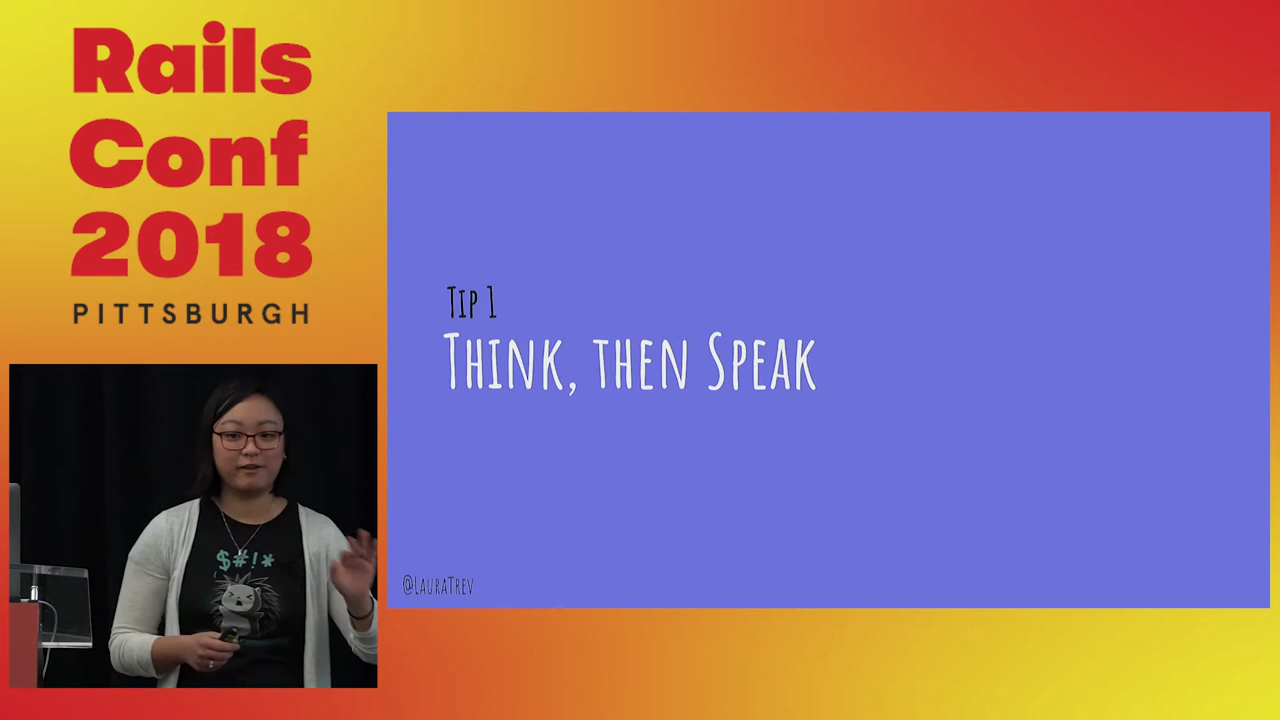 Rails
Conf
2018
PITTSBURGH
Tip 1
Think, then Speak
@LauraTrev
$#!*